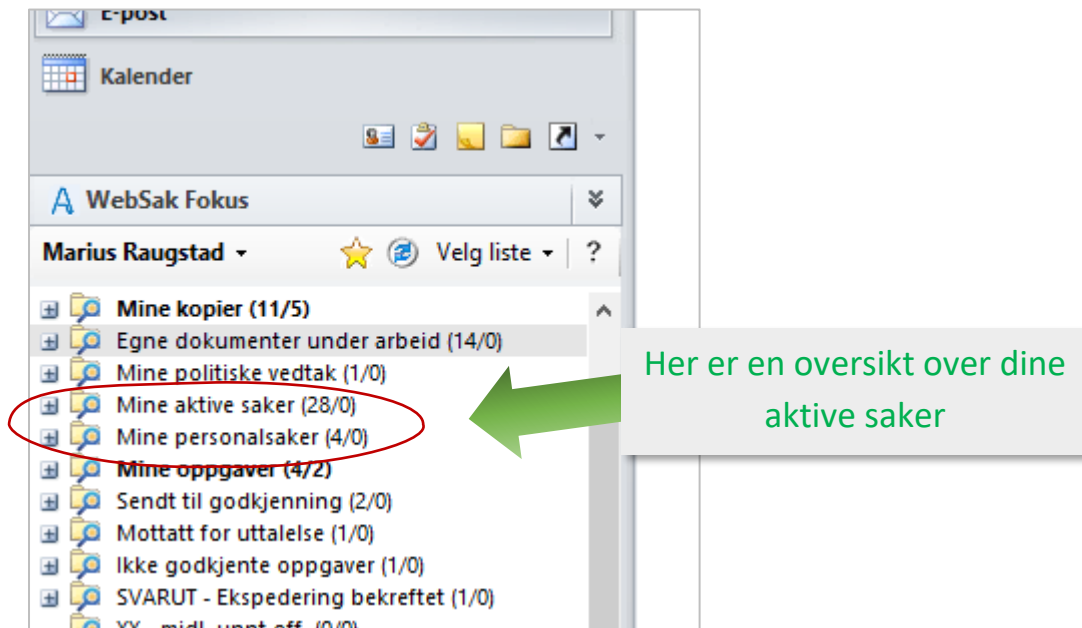 E-post
Kalender
WebSak Fokus
Marius Raugstad
Velg liste
?
Mine kopier (11/5)
Egne dokumenter under arbeid (14/0)
Mine politiske vedtak (1/0)
Mine aktive saker (28/0)
Mine personalsaker (4/0)
Mine oppgaver (4/2)
Sendt til godkjenning (2/0)
Mottatt for uttalelse (1/0)
Ikke godkjente oppgaver (1/0)
SVARUT - Ekspedering bekreftet (1/0)
Her er en oversikt over dine
aktive saker